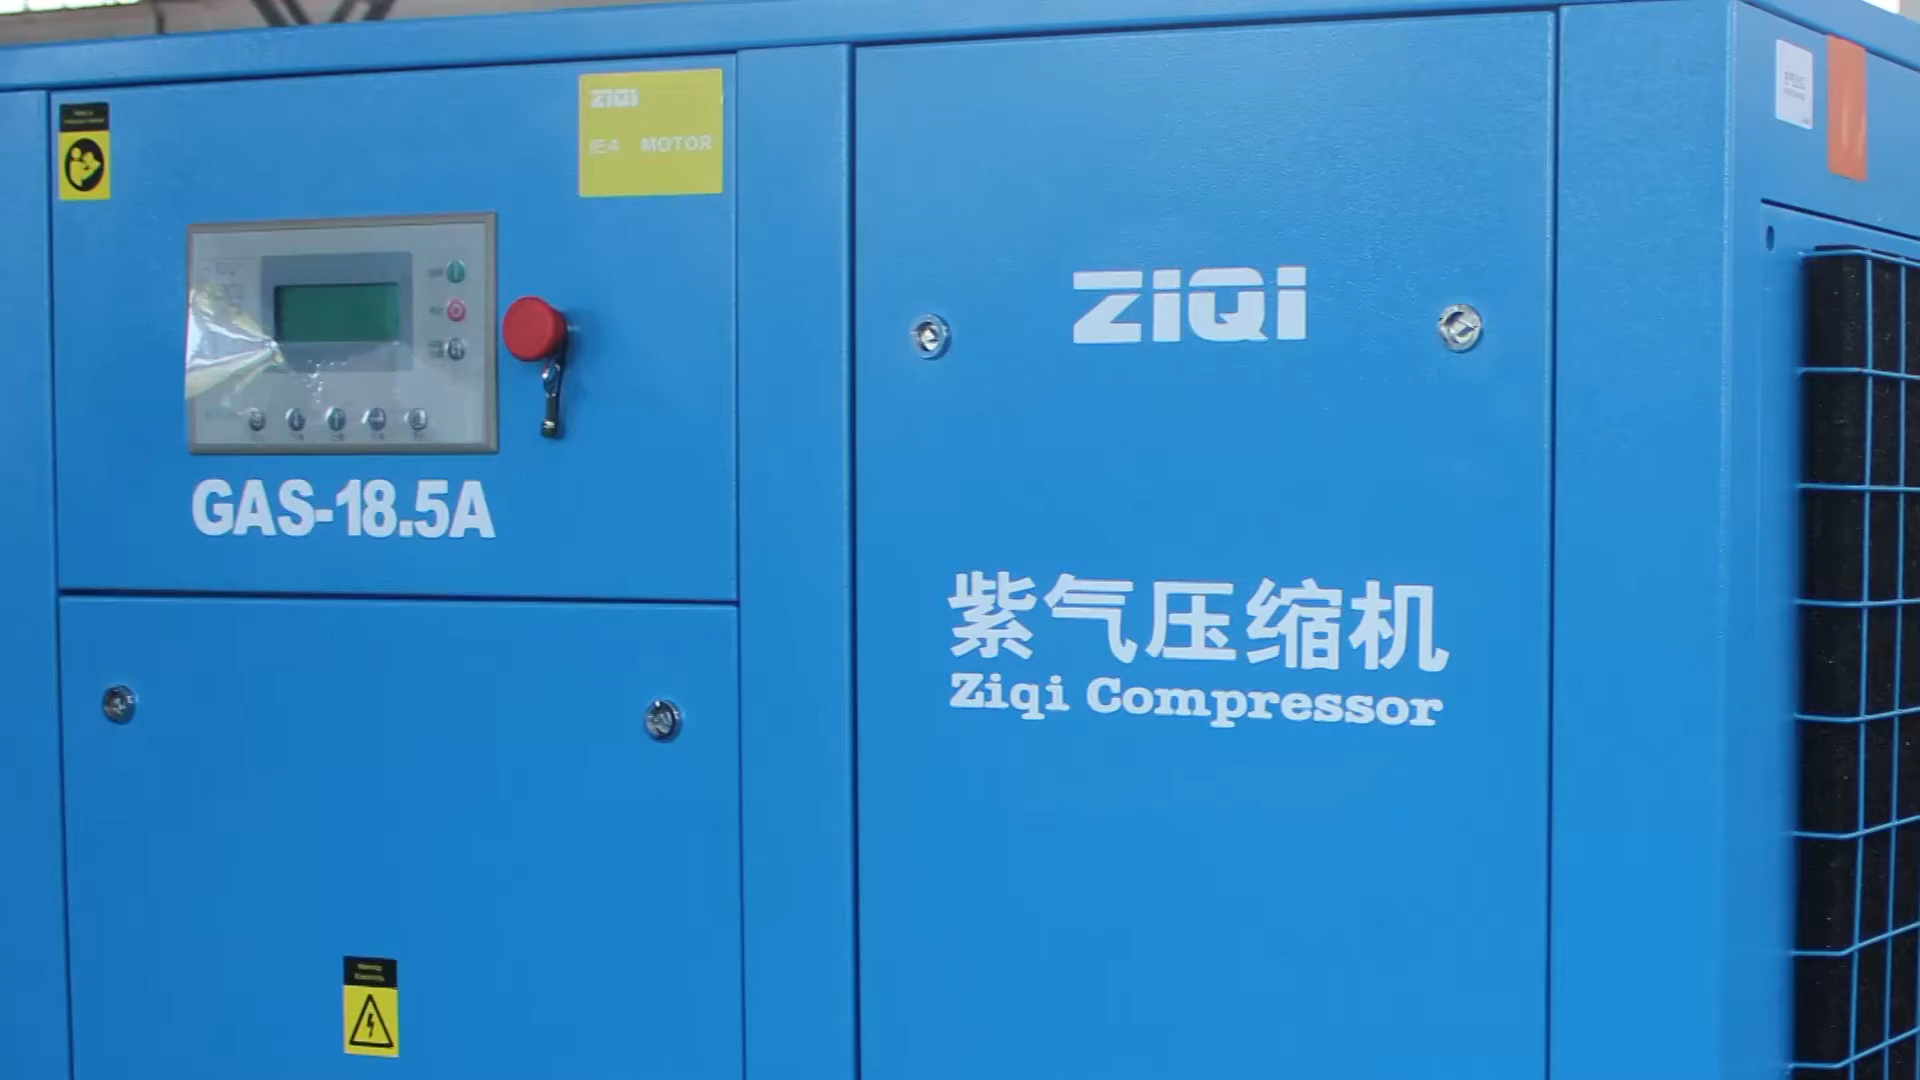 ZIQI
IE4 MOTOR
GAS-18.5A
ZIQI
紫气压缩机
Ziqi Compressor